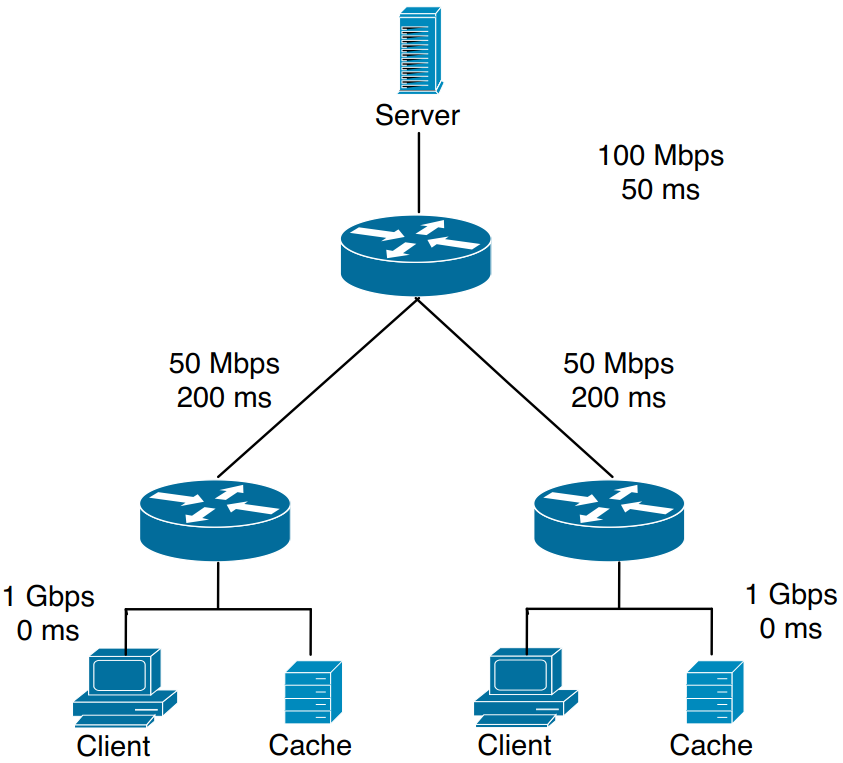 Server
100 Mbps
50 ms
50 Mbps
200 ms
50 Mbps
200 ms
1 Gbps
0 ms
1 Gbps
0 ms
Client
Cache
Client
Cache